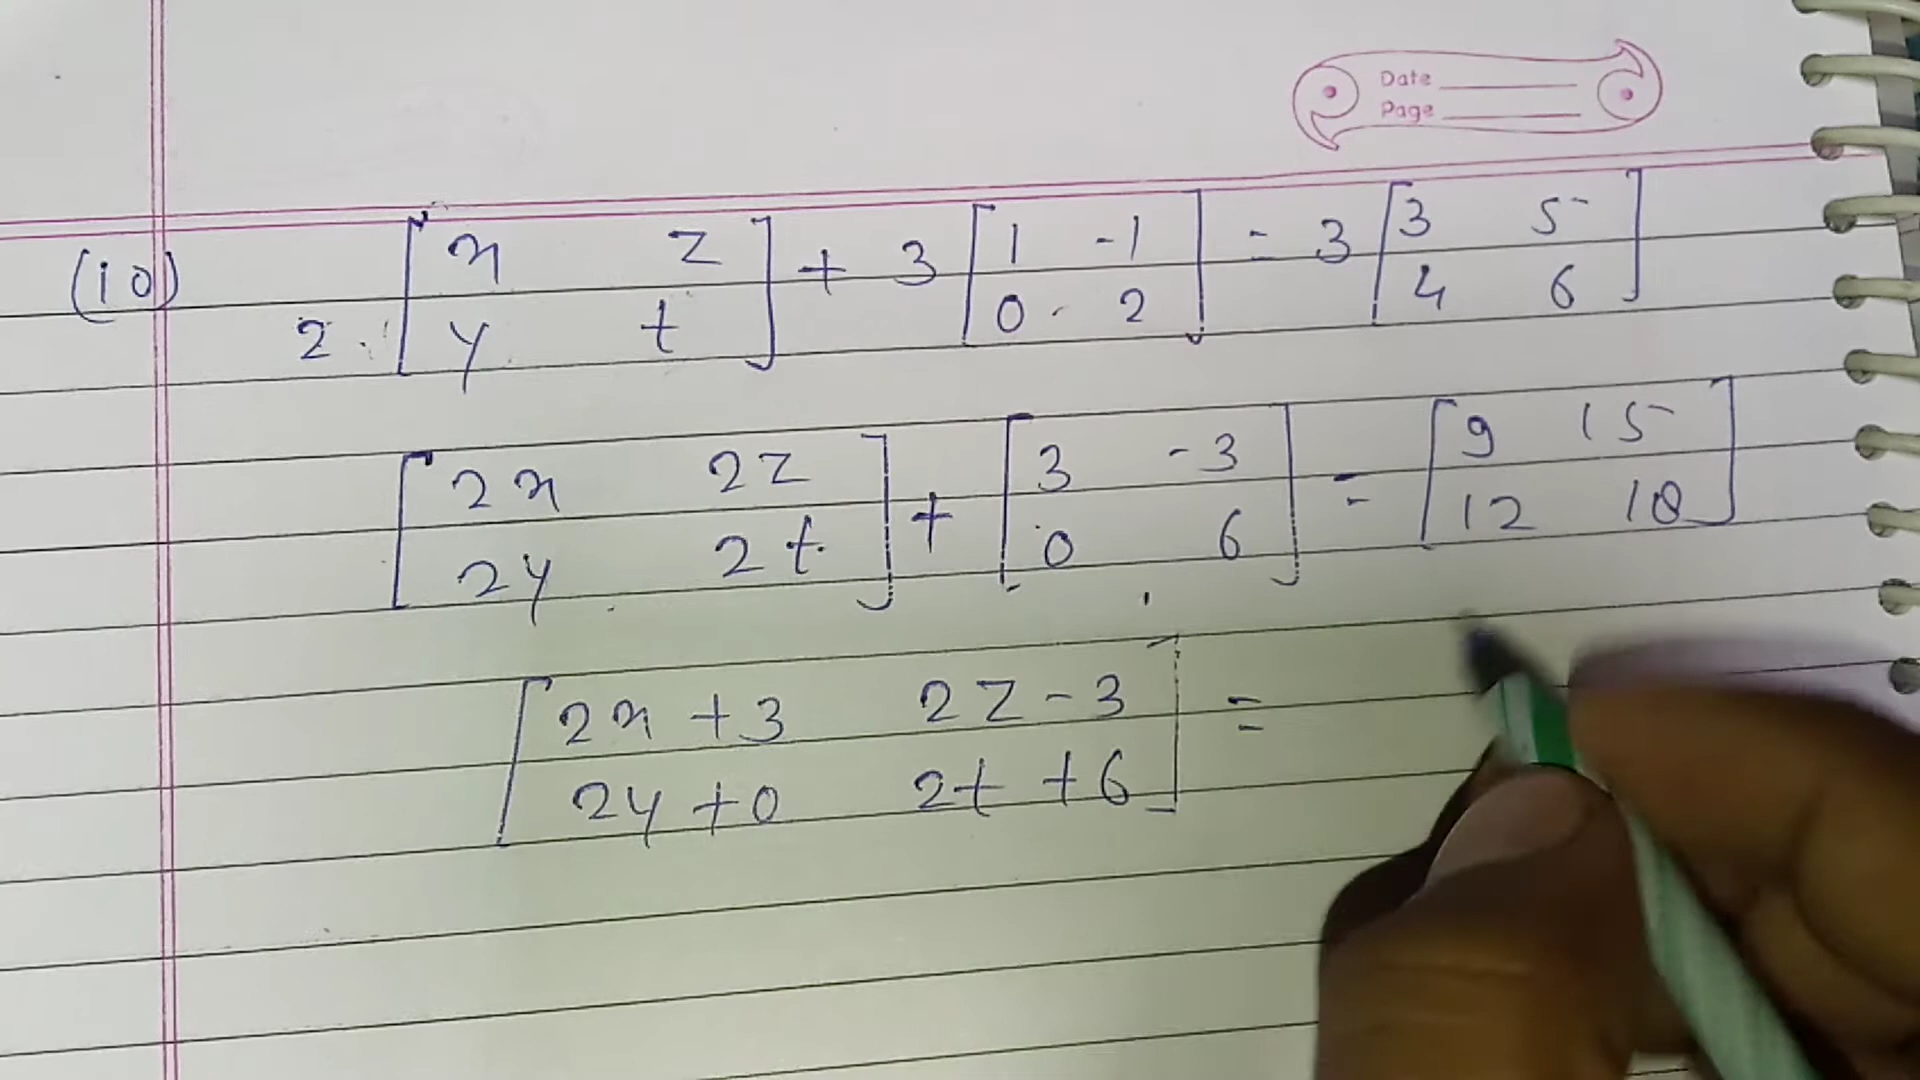 Date
Page
(10) 2. [x z y t] + 3 [1 -1 0 2] = 3 [3 5 4 6]
[2x 2z 2y 2t] + [3 -3 0 6] = [9 15 12 18]
[2x + 3 2z - 3 2y + 0 2t + 6] =